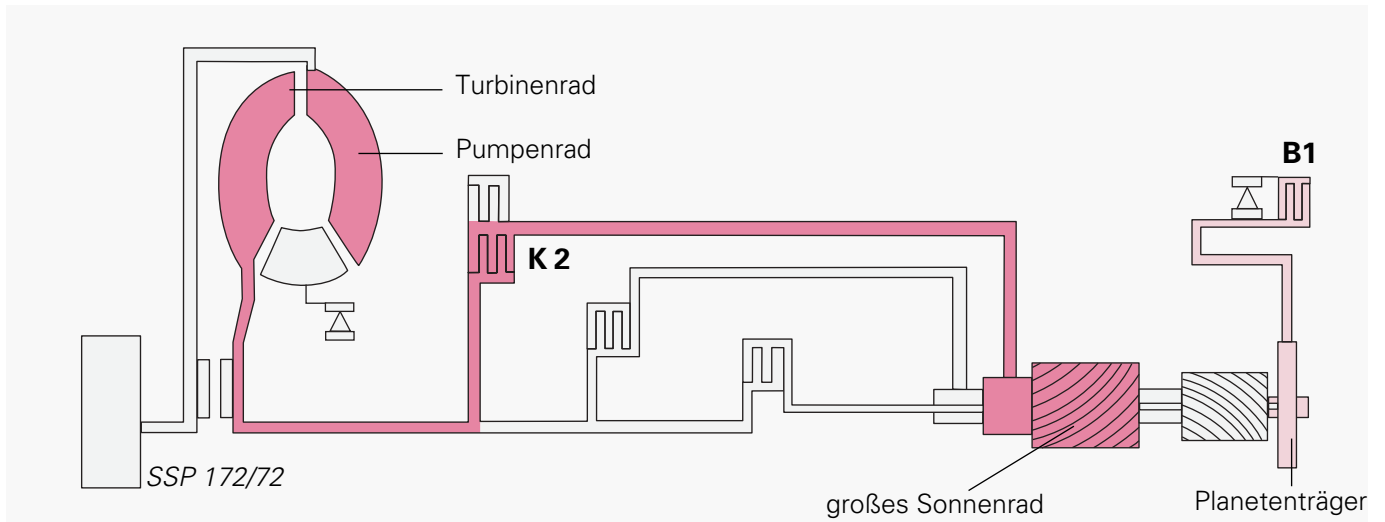 Turbinenrad
Pumpenrad
B1
K 2
SSP 172/72
großes Sonnenrad
Planetenträger